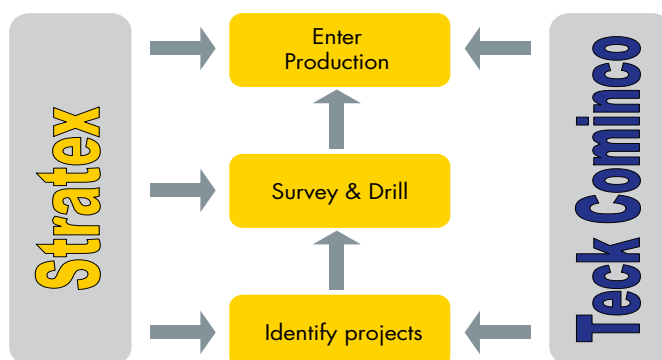 Stratex
Enter
Production
Survey & Drill
Identify projects
Teck Cominco